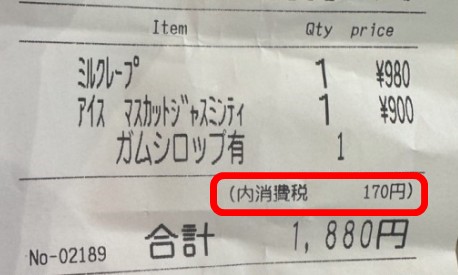 Item Qty price
ミルクレープ 1 ¥980
アイス マスカットジャスミンティ 1 ¥900
ガムシロップ有 1
(内消費税 170円)
No-02189 合計 1,880円